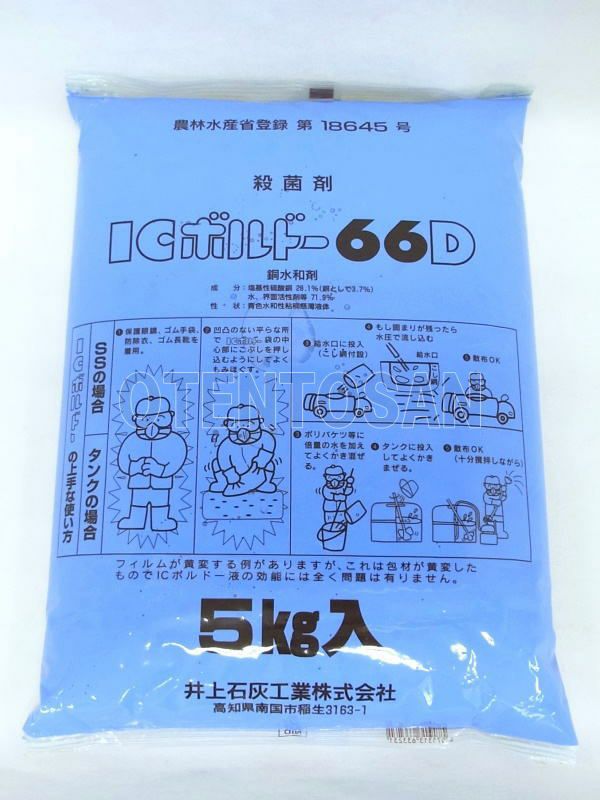 農林水産省登録 第 18645 号
殺菌剤
ICボルドー66D
銅水和剤
成　分：塩基性硫酸銅 28.1%(銅として3.7%)
水、界面活性剤等 71.9%
性　状：青色水和性粘稠懸濁液体
ICボルドーの上手な使い方
SSの場合
タンクの場合
① 保護眼鏡、ゴム手袋、
防除衣、ゴム長靴を
着用。
② 凹凸のない平らな所
で ICボルドー 袋の中
心部にこぶしを押し
込むようにしてよく
もみほぐす。
③ 給水口に投入
(こし網付設)
④ もし固まりが残ったら
水圧で流し込む
給水口
こし網
⑤ 散布OK
③ ポリバケツ等に
倍量の水を加え
てよくかき混ぜ
る。
④ タンクに投入
してよくかき
まぜる。
⑤ 散布OK
(十分攪拌しながら)
フィルムが黄変する例がありますが、これは包材が黄変した
ものでICボルドー液の効能には全く問題は有りません。
5kg入
井上石灰工業株式会社
高知県南国市稲生3163-1
OTENTOSAN